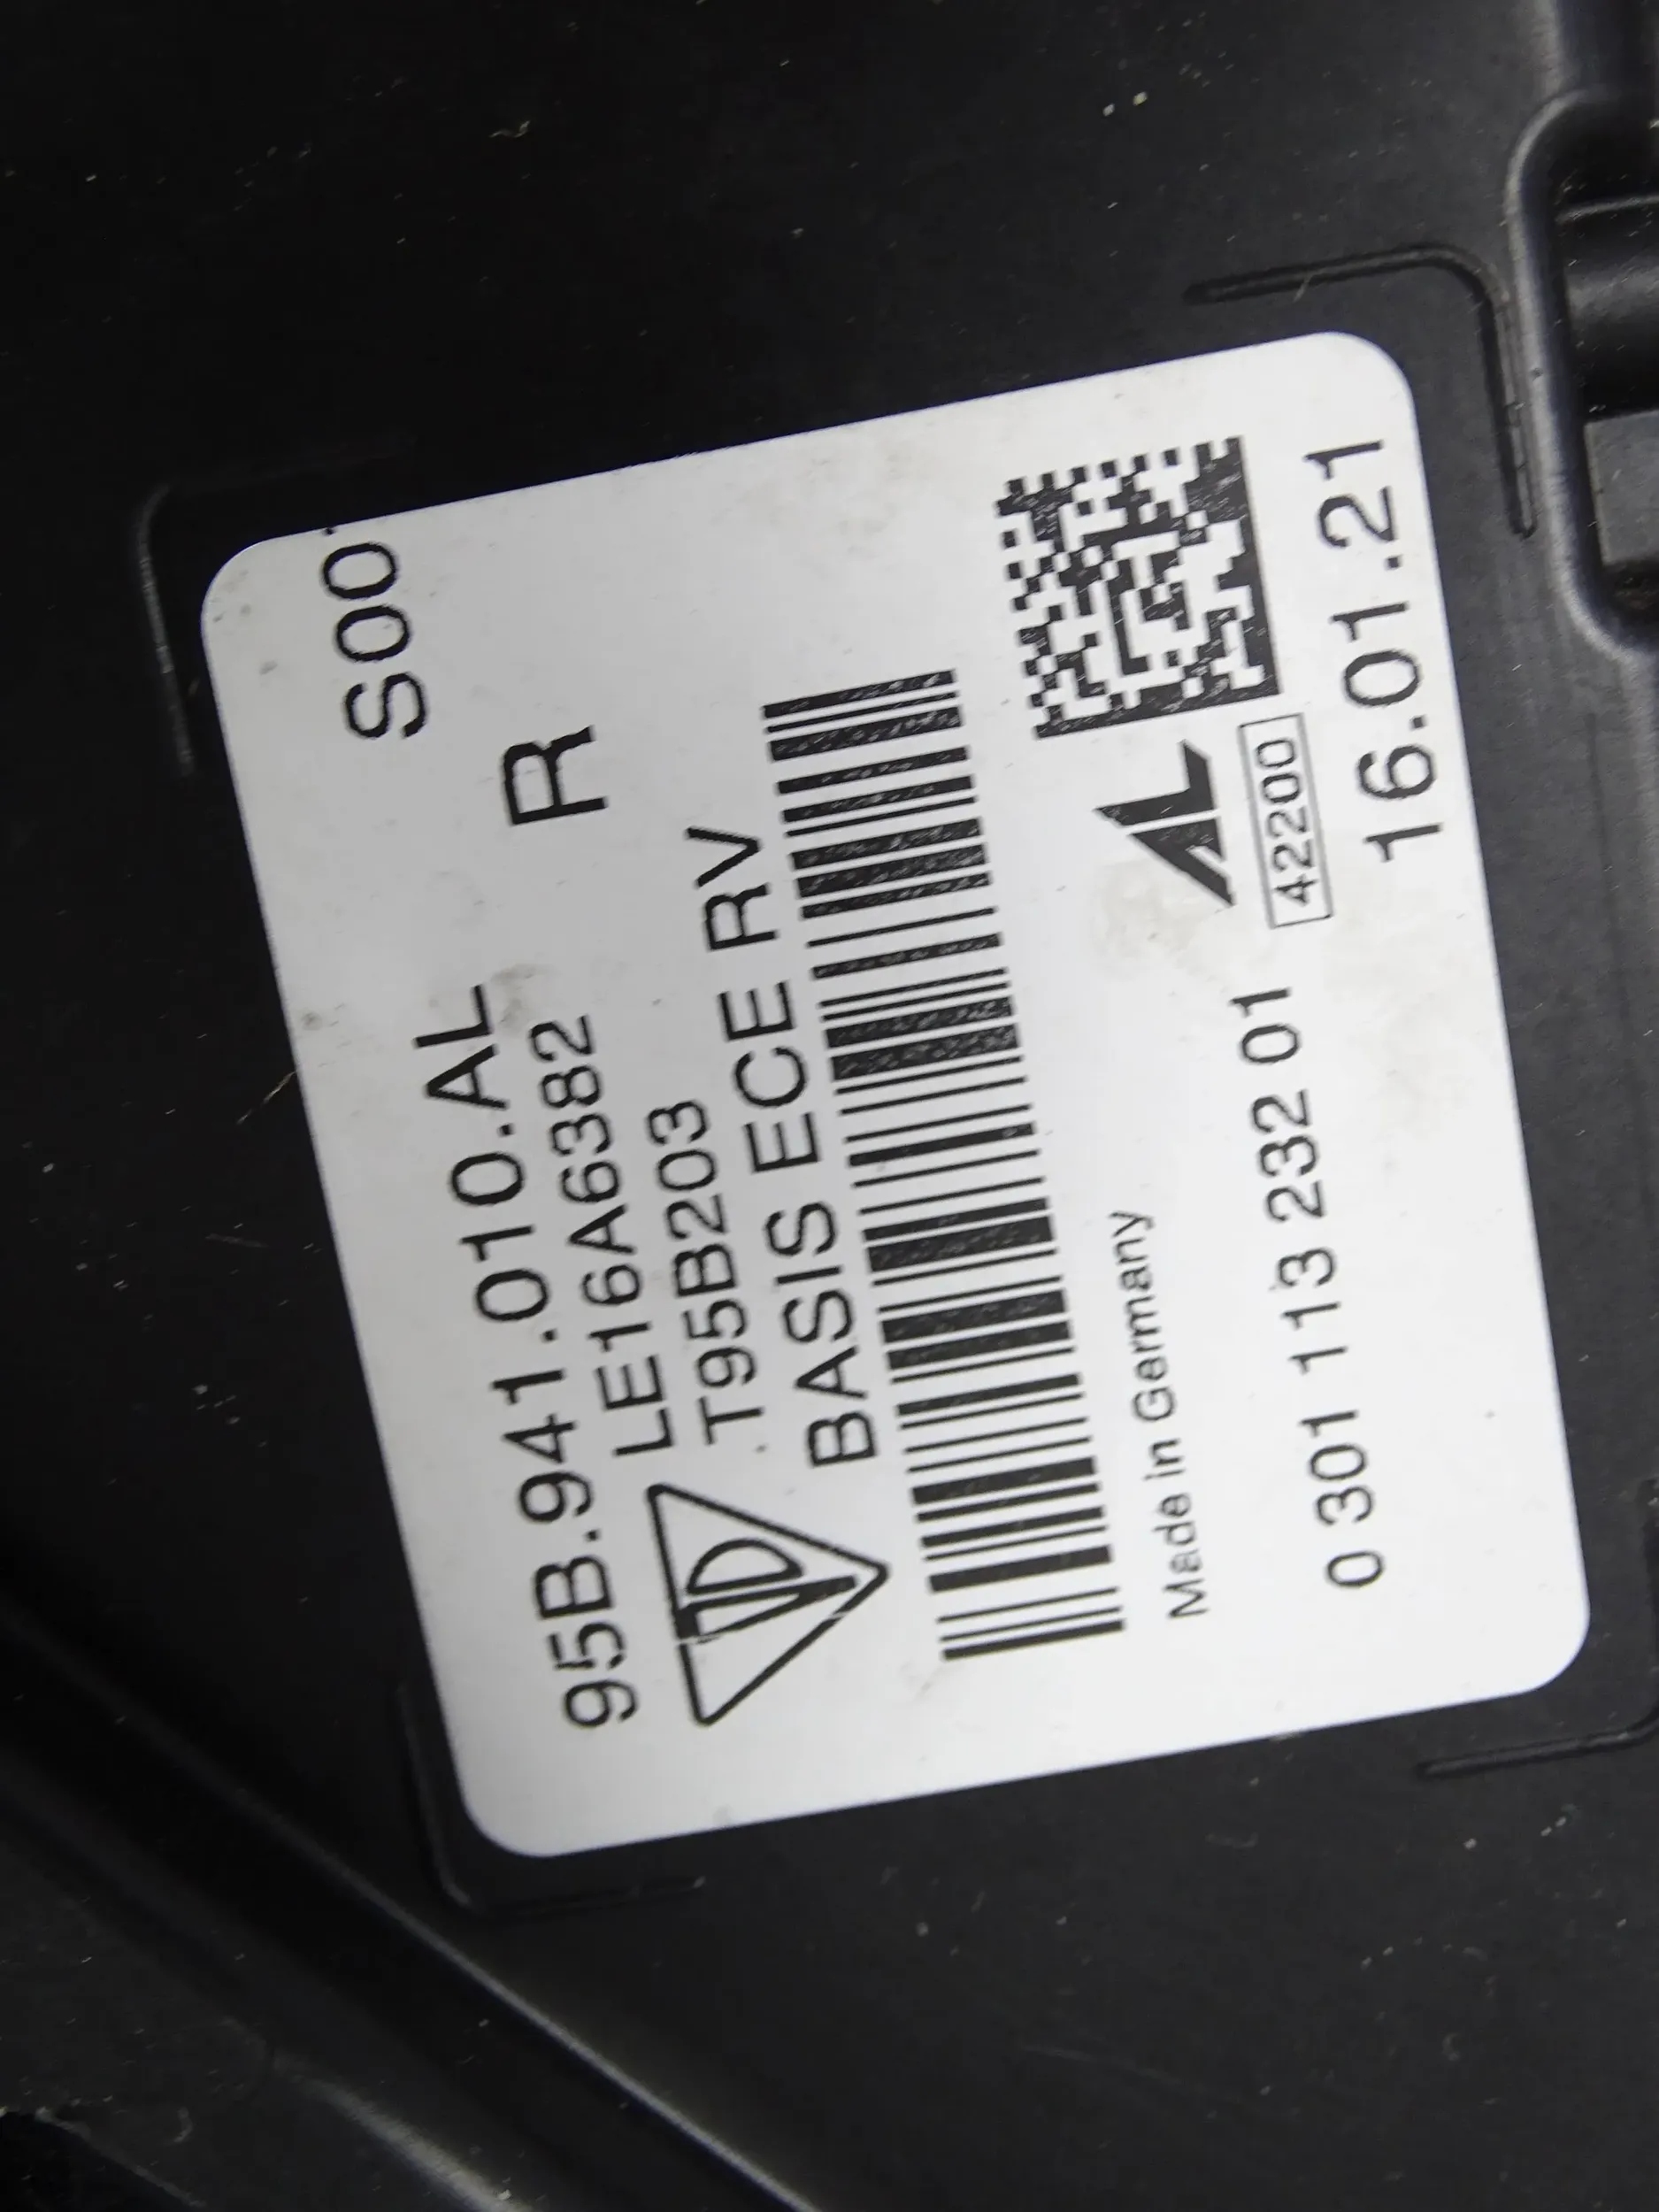 S00
95B.941.010.AL
LE16A6382
R
T95B203
BASIS ECE RV
Made in Germany
AL
42200
0 301 113 232 01
16.01.21